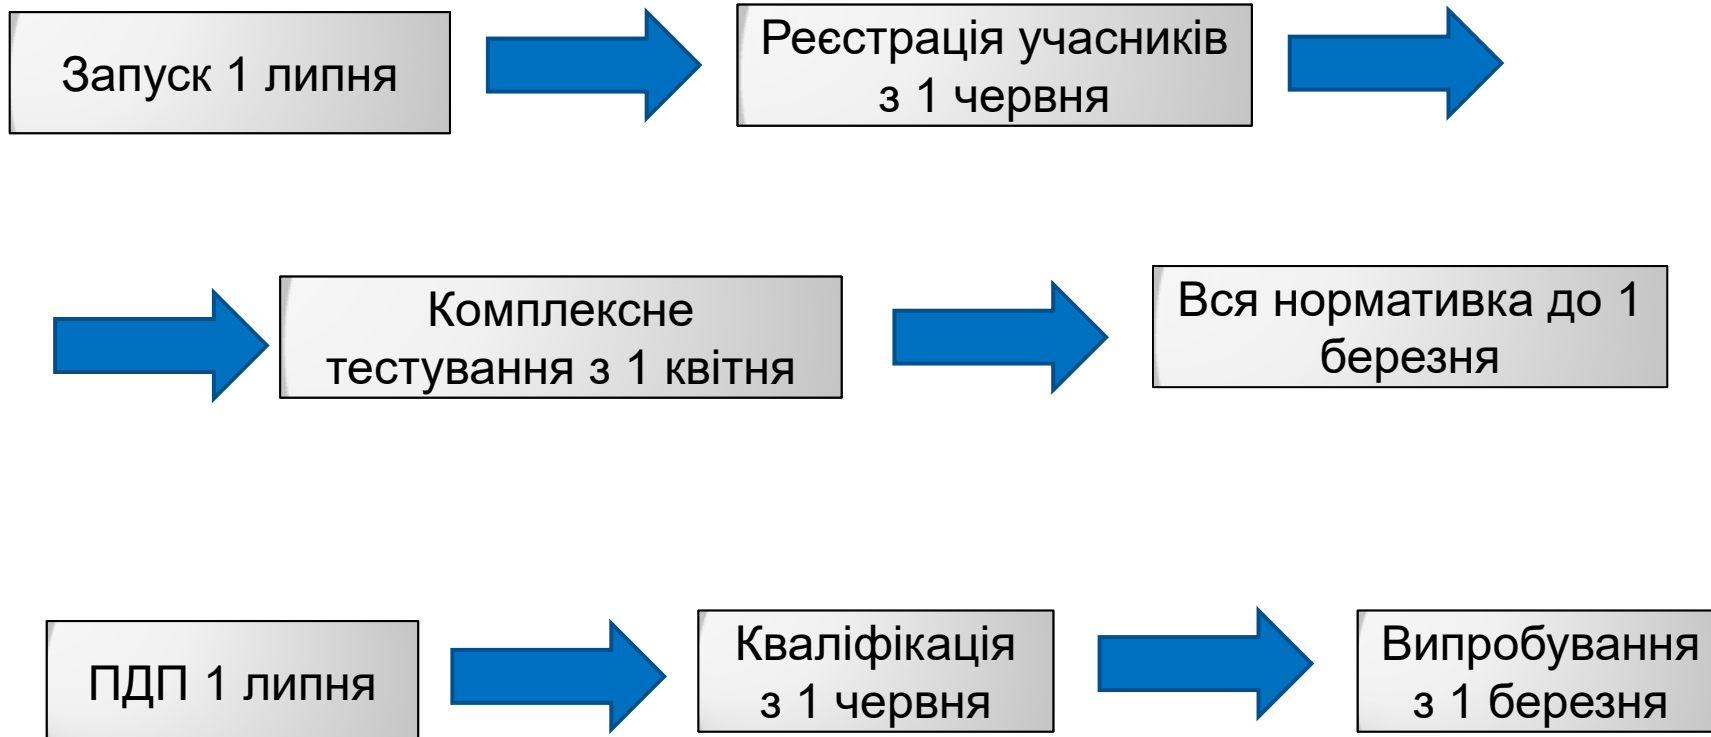 Запуск 1 липня
Реєстрація учасників
з 1 червня
Комплексне
тестування з 1 квітня
Вся нормативка до 1
березня
ПДП 1 липня
Кваліфікація
з 1 червня
Випробування
з 1 березня